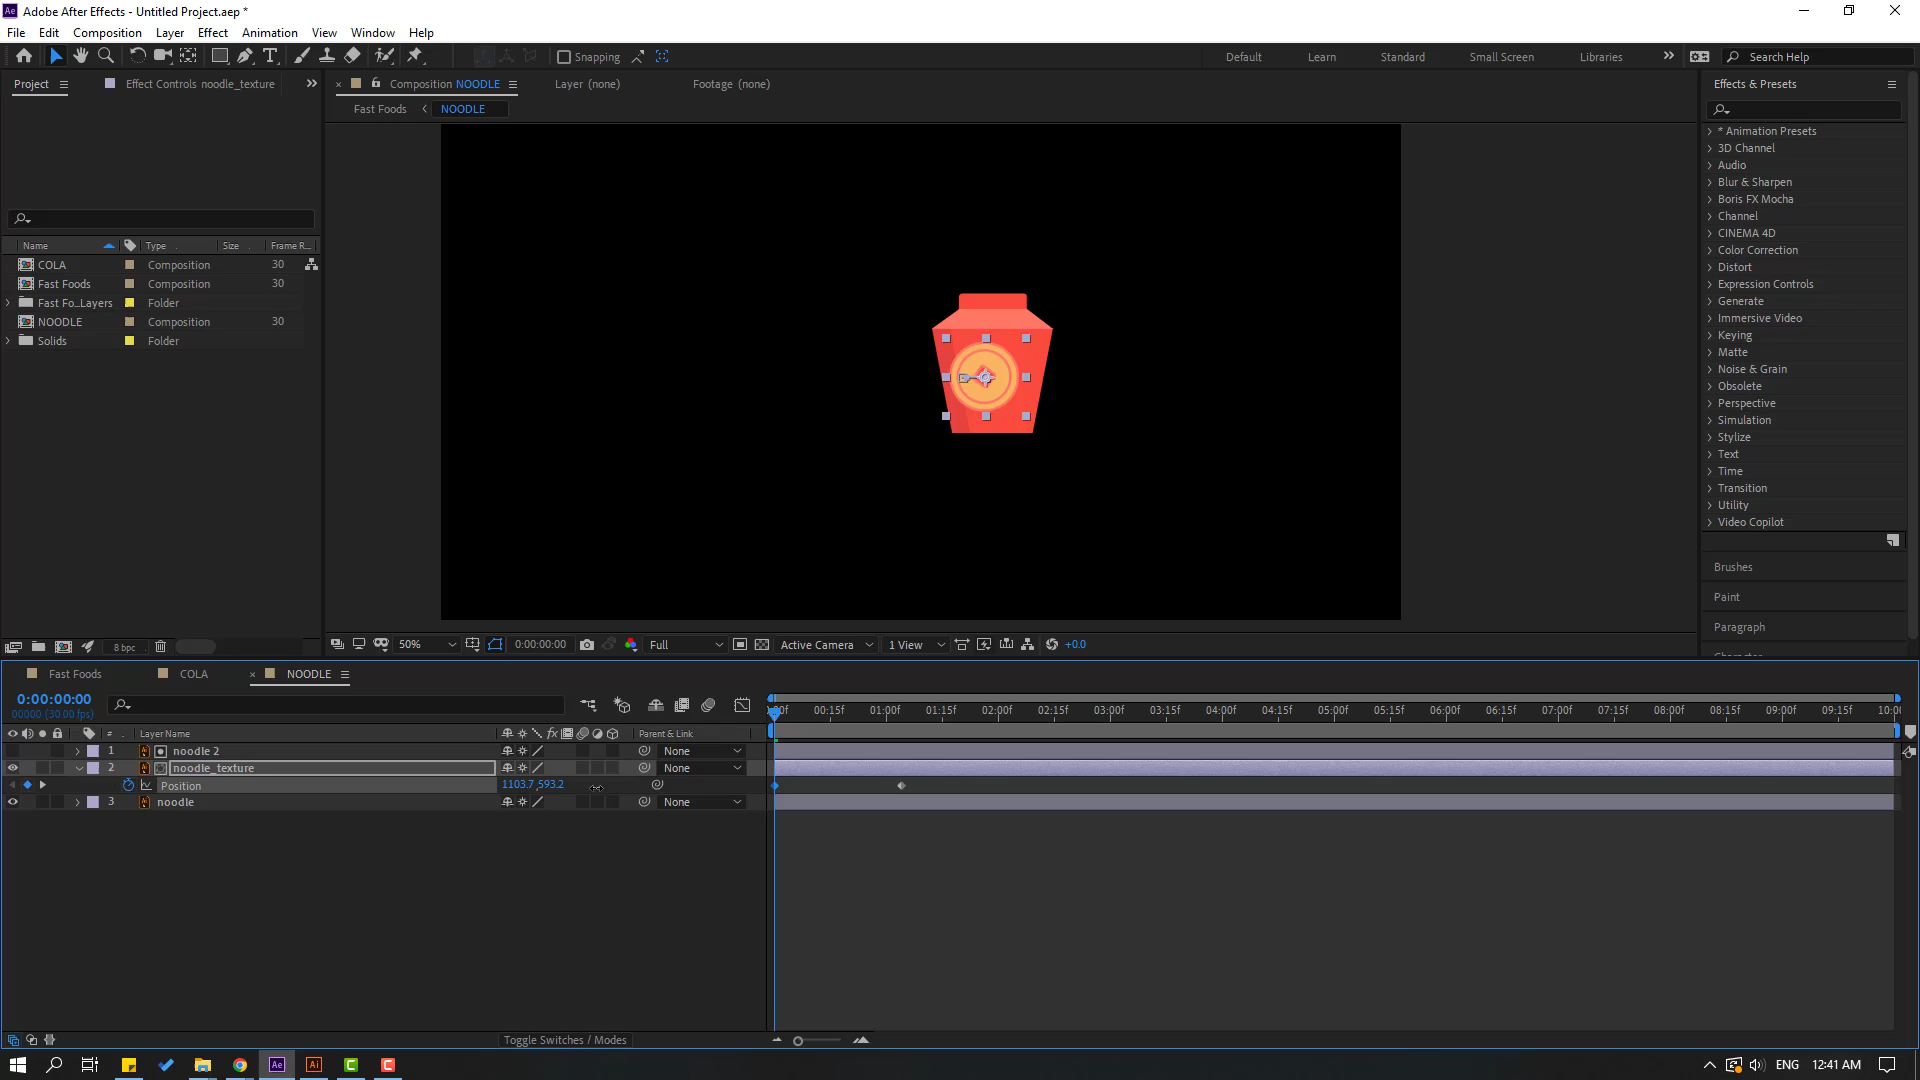 Adobe After Effects - Untitled Project.aep *
File Edit Composition Layer Effect Animation View Window Help
Snapping Default Learn Standard Small Screen Libraries Search Help
Project Effect Controls noodle_texture
Composition NOODLE Layer (none) Footage (none)
Fast Foods NOODLE
Name Type Size Frame R...
COLA Composition 30
Fast Foods Composition 30
Fast Fo...Layers Folder
NOODLE Composition 30
Solids Folder
8 bpc
50% 0:00:00:00 Full Active Camera 1 View +0.0
Effects & Presets
* Animation Presets
3D Channel
Audio
Blur & Sharpen
Boris FX Mocha
Channel
CINEMA 4D
Color Correction
Distort
Expression Controls
Generate
Immersive Video
Keying
Matte
Noise & Grain
Obsolete
Perspective
Simulation
Stylize
Text
Time
Transition
Utility
Video Copilot
Brushes
Paint
Paragraph
Fast Foods COLA NOODLE
0:00:00:00
00000 (30.00 fps)
:00f 00:15f 01:00f 01:15f 02:00f 02:15f 03:00f 03:15f 04:00f 04:15f 05:00f 05:15f 06:00f 06:15f 07:00f 07:15f 08:00f 08:15f 09:00f 09:15f 10:00
# Layer Name fx Parent & Link
1 noodle 2 None
2 noodle_texture None
Position 1103.7,593.2
3 noodle None
Toggle Switches / Modes
ENG 12:41 AM